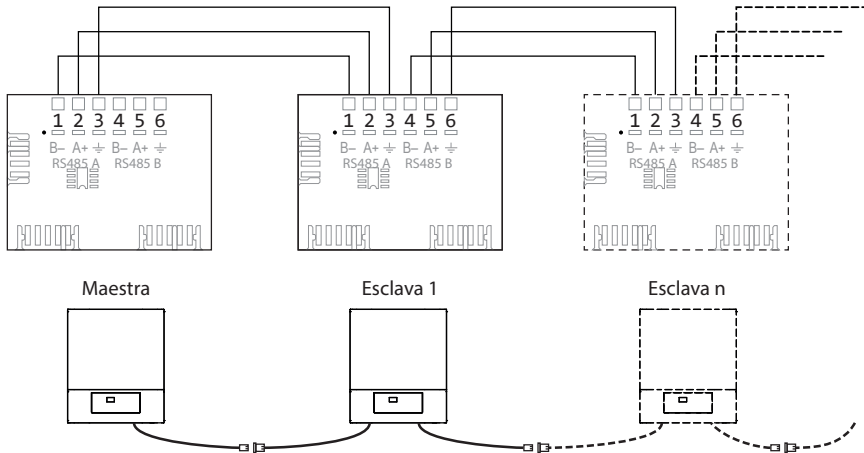 1 2 3 4 5 6
B– A+ ⏚ B– A+ ⏚
RS485 A RS485 B
1 2 3 4 5 6
B– A+ ⏚ B– A+ ⏚
RS485 A RS485 B
1 2 3 4 5 6
B– A+ ⏚ B– A+ ⏚
RS485 A RS485 B
Maestra Esclava 1 Esclava n